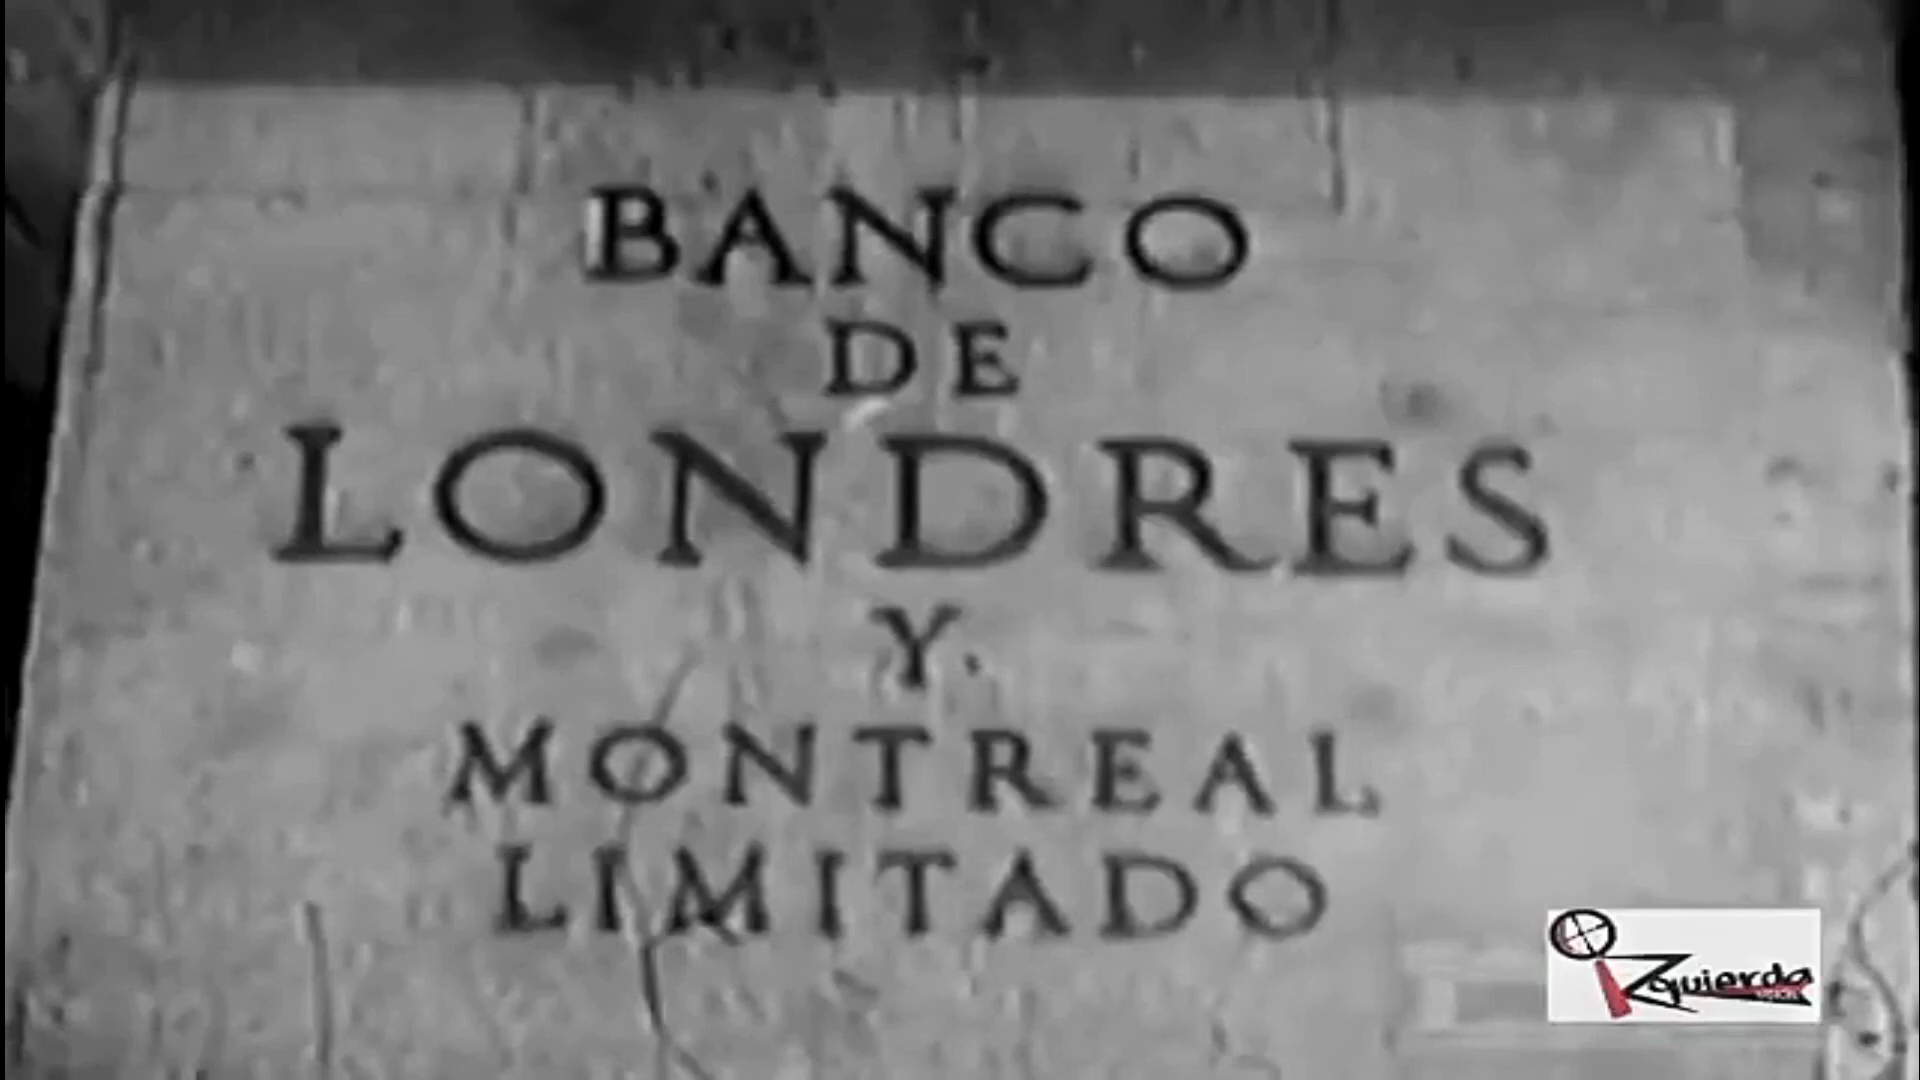 BANCO
DE
LONDRES
Y.
MONTREAL
LIMITADO
Izquierda